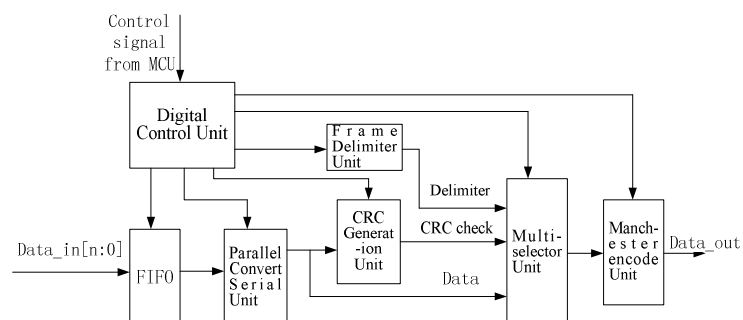 Control
signal
from MCU
Digital
Control Unit
Frame
Delimiter
Unit
Delimiter
CRC
Generat
-ion
Unit
CRC check
Multi-
selector
Unit
Manch-
ester
encode
Unit
Data_out
Data_in[n:0]
FIFO
Parallel
Convert
Serial
Unit
Data